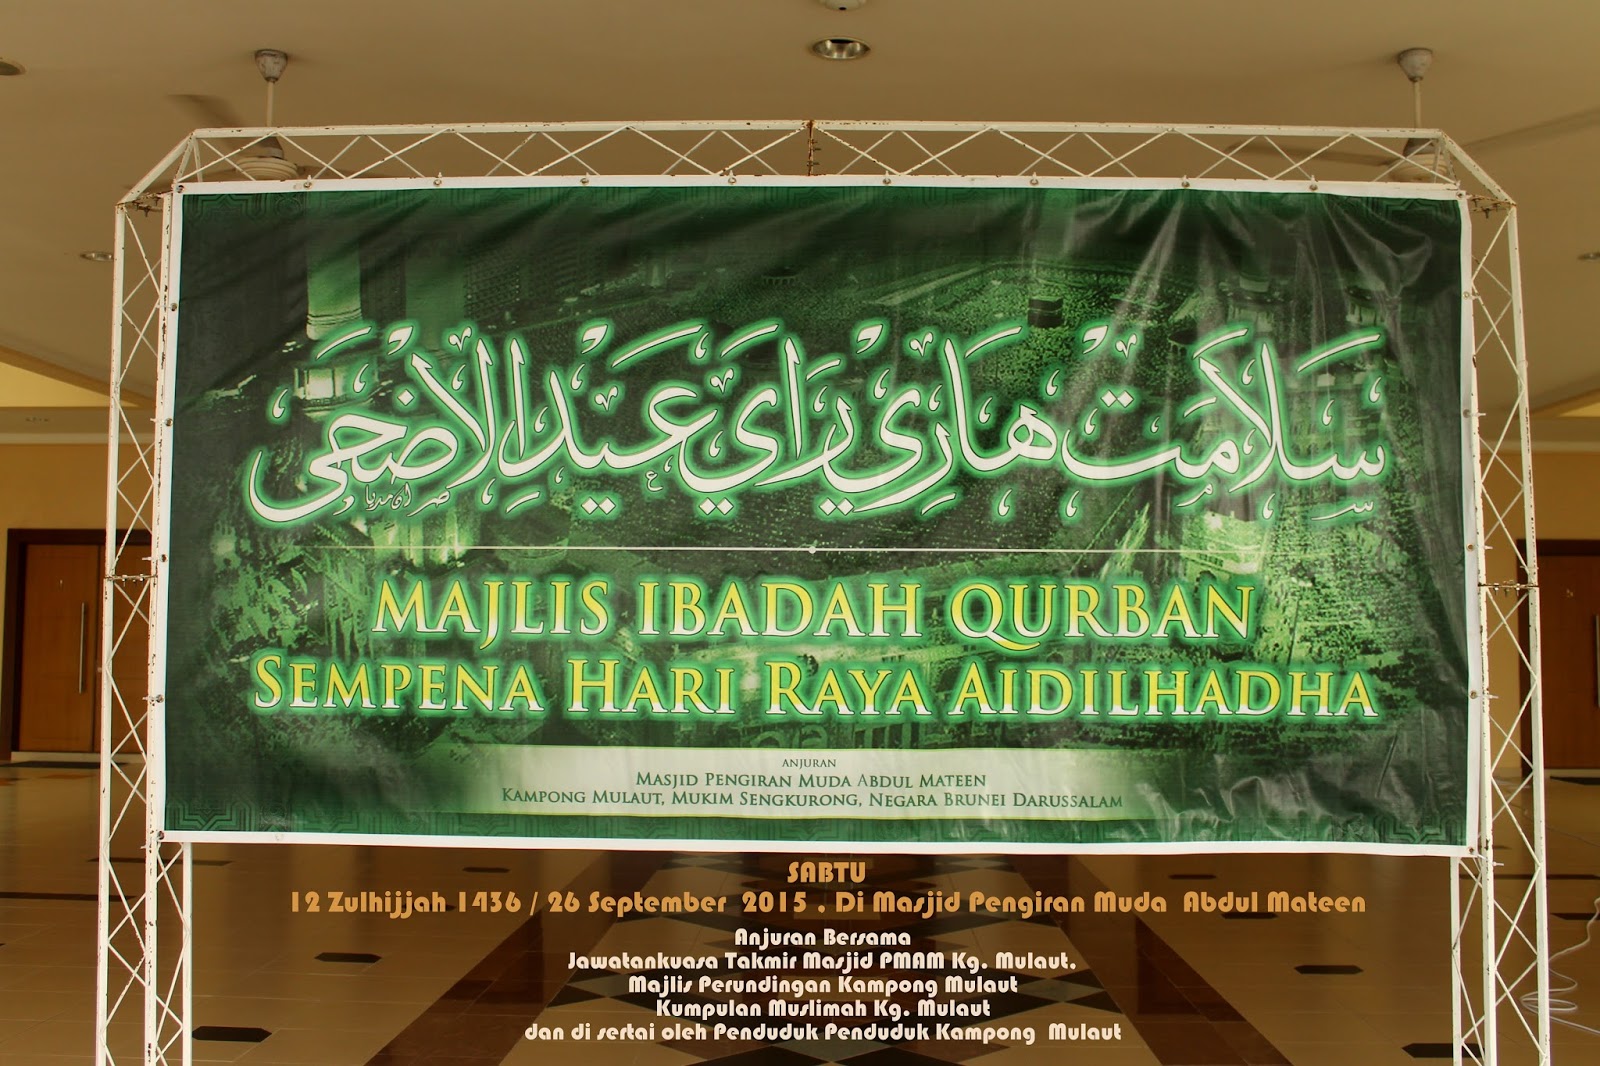 سلامت هاري راي عيدالاضحى
MAJLIS IBADAH QURBAN
SEMPENA HARI RAYA AIDILHADHA
ANJURAN
MASJID PENGIRAN MUDA ABDUL MATEEN
KAMPONG MULAUT, MUKIM SENGKURONG, NEGARA BRUNEI DARUSSALAM
SABTU
12 Zulhijjah 1436 / 26 September 2015 . Di Masjid Pengiran Muda Abdul Mateen
Anjuran Bersama
Jawatankuasa Takmir Masjid PMAM Kg. Mulaut.
Majlis Perundingan Kampong Mulaut
Kumpulan Muslimah Kg. Mulaut
dan di sertai oleh Penduduk Penduduk Kampong Mulaut